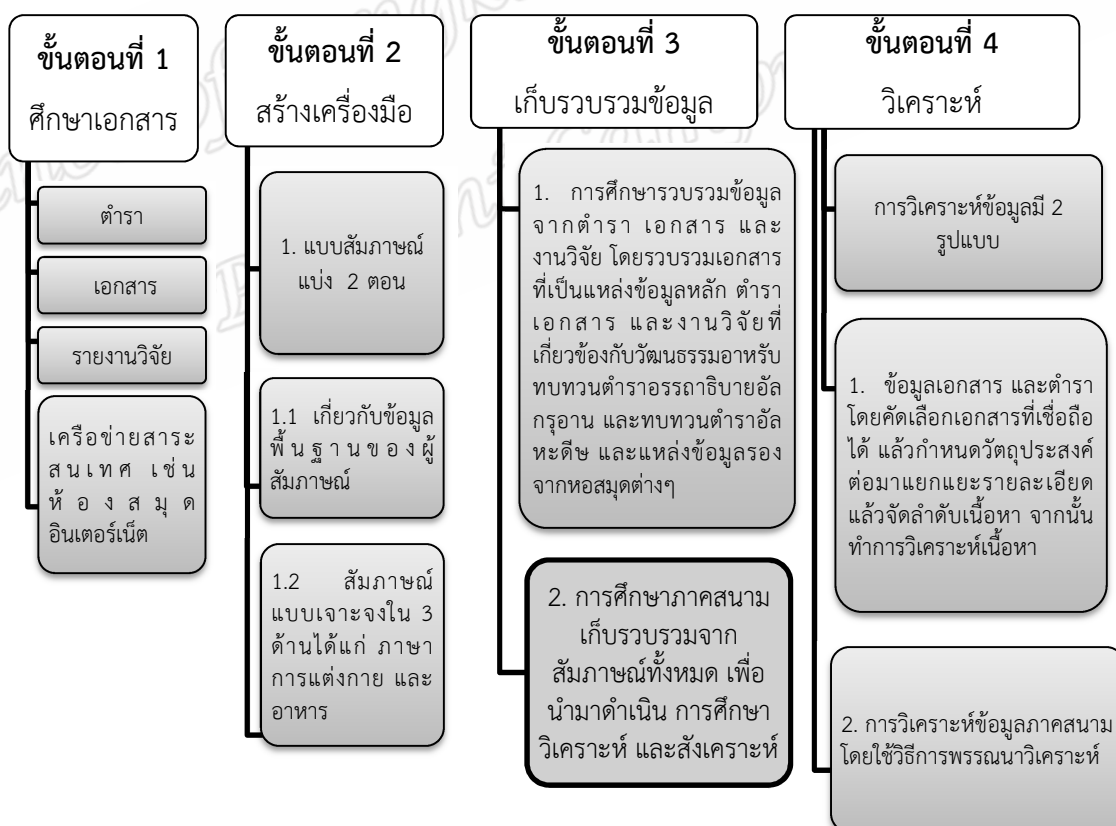 ขั้นตอนที่ 1
ศึกษาเอกสาร
ตำรา
เอกสาร
รายงานวิจัย
เครือข่ายสาระ
สนเทศ เช่น
ห้องสมุด
อินเตอร์เน็ต
ขั้นตอนที่ 2
สร้างเครื่องมือ
1. แบบสัมภาษณ์
แบ่ง 2 ตอน
1.1 เกี่ยวกับข้อมูล
พื้นฐานของผู้
สัมภาษณ์
1.2 สัมภาษณ์
แบบเจาะจงใน 3
ด้านได้แก่ ภาษา
การแต่งกาย และ
อาหาร
ขั้นตอนที่ 3
เก็บรวบรวมข้อมูล
1. การศึกษารวบรวมข้อมูล
จากตำรา เอกสาร และ
งานวิจัย โดยรวบรวมเอกสาร
ที่เป็นแหล่งข้อมูลหลัก ตำรา
เอกสาร และงานวิจัยที่
เกี่ยวข้องกับวัฒนธรรมอาหรับ
ทบทวนตำราอรรถาธิบายอัล
กรุอาน และทบทวนตำราอัล
หะดีษ และแหล่งข้อมูลรอง
จากหอสมุดต่างๆ
2. การศึกษาภาคสนาม
เก็บรวบรวมจาก
สัมภาษณ์ทั้งหมด เพื่อ
นำมาดำเนิน การศึกษา
วิเคราะห์ และสังเคราะห์
ขั้นตอนที่ 4
วิเคราะห์
การวิเคราะห์ข้อมูลมี 2
รูปแบบ
1. ข้อมูลเอกสาร และตำรา
โดยคัดเลือกเอกสารที่เชื่อถือ
ได้ แล้วกำหนดวัตถุประสงค์
ต่อมาแยกแยะรายละเอียด
แล้วจัดลำดับเนื้อหา จากนั้น
ทำการวิเคราะห์เนื้อหา
2. การวิเคราะห์ข้อมูลภาคสนาม
โดยใช้วิธีการพรรณนาวิเคราะห์